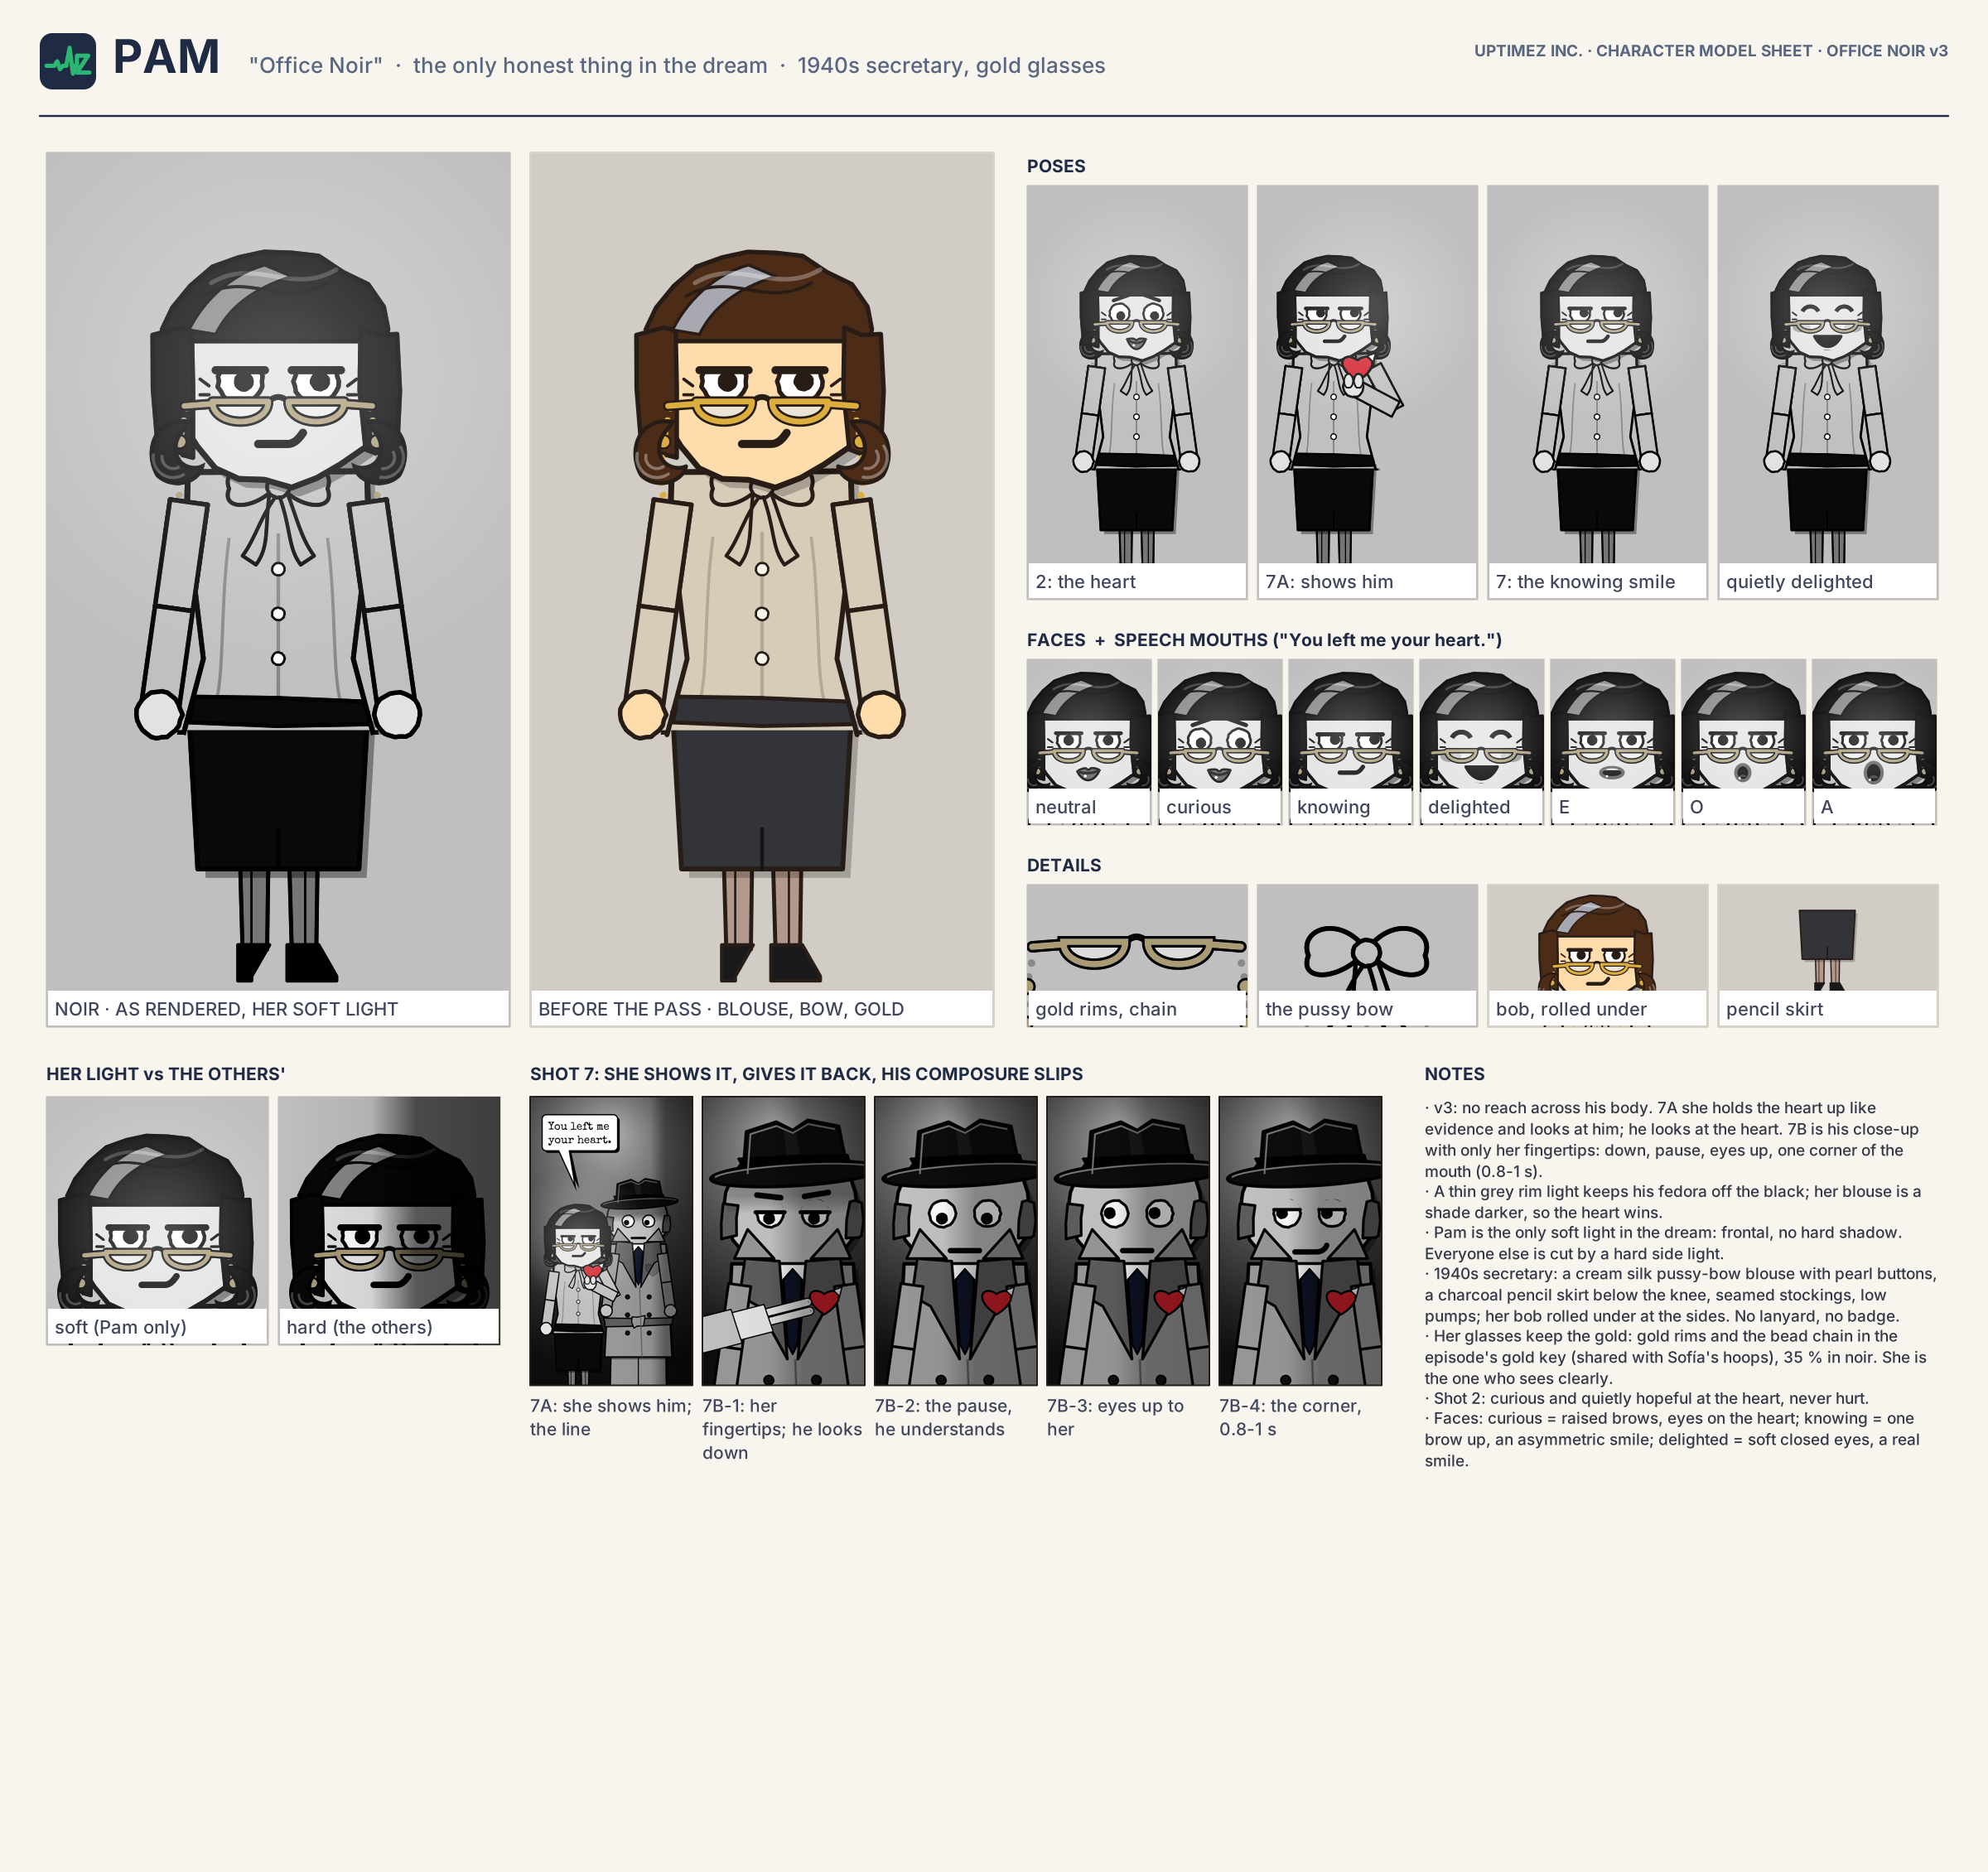 PAM
"Office Noir" · the only honest thing in the dream · 1940s secretary, gold glasses
UPTIMEZ INC. · CHARACTER MODEL SHEET · OFFICE NOIR v3
NOIR · AS RENDERED, HER SOFT LIGHT
BEFORE THE PASS · BLOUSE, BOW, GOLD
POSES
2: the heart
7A: shows him
7: the knowing smile
quietly delighted
FACES + SPEECH MOUTHS ("You left me your heart.")
neutral
curious
knowing
delighted
E
O
A
DETAILS
gold rims, chain
the pussy bow
bob, rolled under
pencil skirt
HER LIGHT vs THE OTHERS'
soft (Pam only)
hard (the others)
SHOT 7: SHE SHOWS IT, GIVES IT BACK, HIS COMPOSURE SLIPS
You left me
your heart.
7A: she shows him;
the line
7B-1: her
fingertips; he looks
down
7B-2: the pause,
he understands
7B-3: eyes up to
her
7B-4: the corner,
0.8-1 s
NOTES
· v3: no reach across his body. 7A she holds the heart up like
evidence and looks at him; he looks at the heart. 7B is his close-up
with only her fingertips: down, pause, eyes up, one corner of the
mouth (0.8-1 s).
· A thin grey rim light keeps his fedora off the black; her blouse is a
shade darker, so the heart wins.
· Pam is the only soft light in the dream: frontal, no hard shadow.
Everyone else is cut by a hard side light.
· 1940s secretary: a cream silk pussy-bow blouse with pearl buttons,
a charcoal pencil skirt below the knee, seamed stockings, low
pumps; her bob rolled under at the sides. No lanyard, no badge.
· Her glasses keep the gold: gold rims and the bead chain in the
episode's gold key (shared with Sofía's hoops), 35 % in noir. She is
the one who sees clearly.
· Shot 2: curious and quietly hopeful at the heart, never hurt.
· Faces: curious = raised brows, eyes on the heart; knowing = one
brow up, an asymmetric smile; delighted = soft closed eyes, a real
smile.